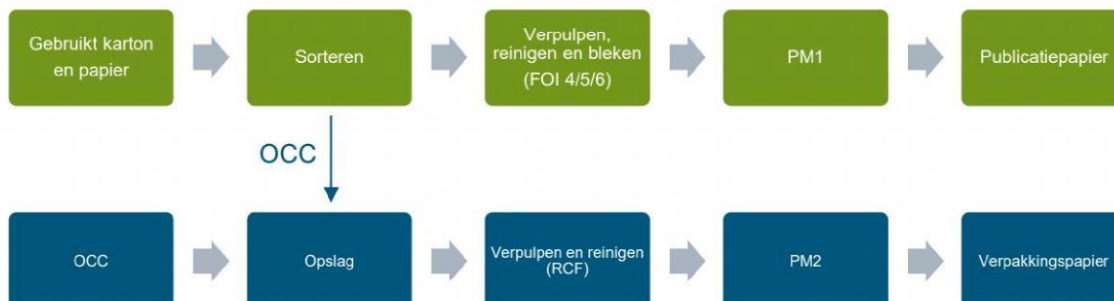 Gebruikt karton
en papier
Sorteren
Verpulpen,
reinigen en bleken
(FOI 4/5/6)
PM1
Publicatiepapier
OCC
OCC
Opslag
Verpulpen en reinigen
(RCF)
PM2
Verpakkingspapier